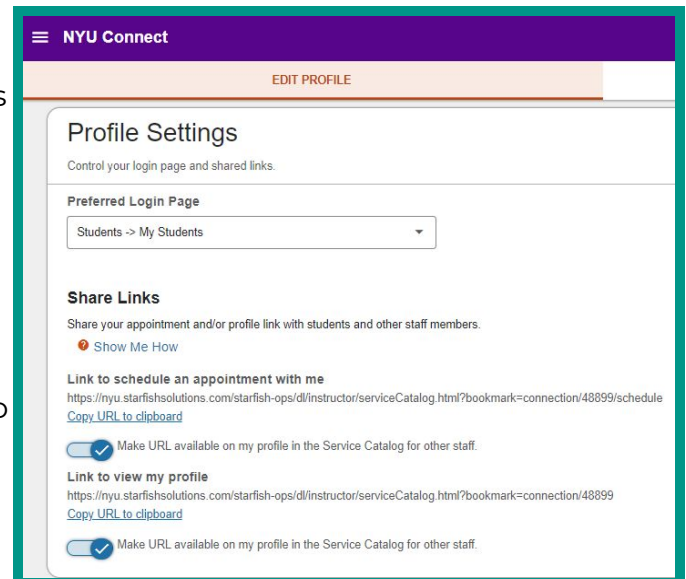 NYU Connect
EDIT PROFILE
s
Profile Settings
Control your login page and shared links.
Preferred Login Page
Students -> My Students
Share Links
Share your appointment and/or profile link with students and other staff members.
Show Me How
Link to schedule an appointment with me
https://nyu.starfishsolutions.com/starfish-ops/dl/instructor/serviceCatalog.html?bookmark=connection/48899/schedule
Copy URL to clipboard
Make URL available on my profile in the Service Catalog for other staff.
Link to view my profile
https://nyu.starfishsolutions.com/starfish-ops/dl/instructor/serviceCatalog.html?bookmark=connection/48899
Copy URL to clipboard
Make URL available on my profile in the Service Catalog for other staff.